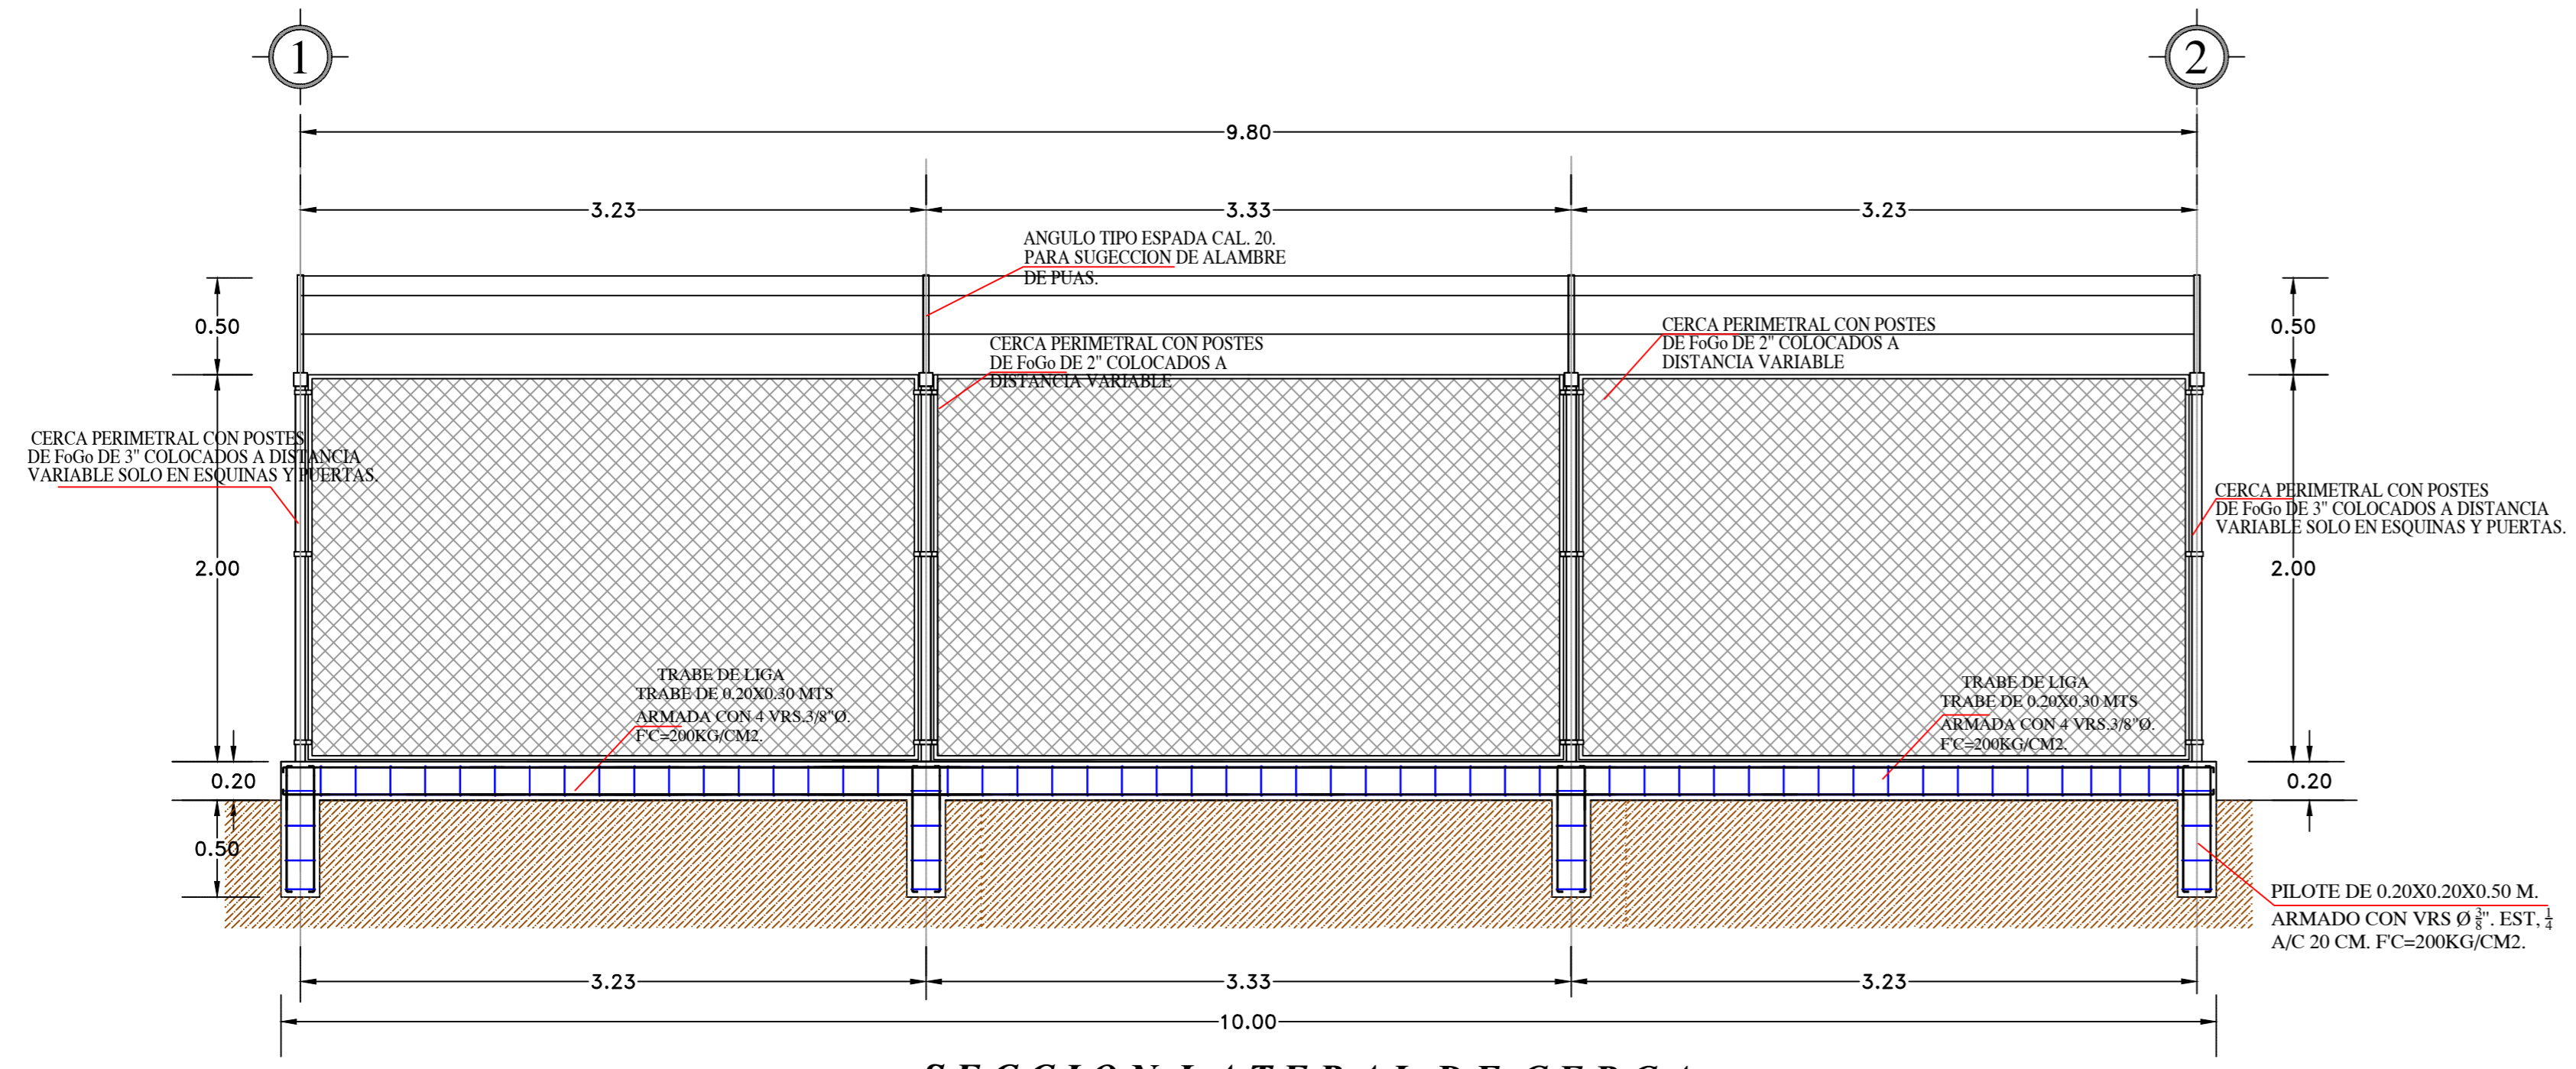 1
2
9.80
3.23
3.33
3.23
ANGULO TIPO ESPADA CAL. 20.
PARA SUGECCION DE ALAMBRE
DE PUAS.
0.50
0.50
CERCA PERIMETRAL CON POSTES
DE FoGo DE 2" COLOCADOS A
DISTANCIA VARIABLE
CERCA PERIMETRAL CON POSTES
DE FoGo DE 2" COLOCADOS A
DISTANCIA VARIABLE
CERCA PERIMETRAL CON POSTES
DE FoGo DE 3" COLOCADOS A DISTANCIA
VARIABLE SOLO EN ESQUINAS Y PUERTAS.
CERCA PERIMETRAL CON POSTES
DE FoGo DE 3" COLOCADOS A DISTANCIA
VARIABLE SOLO EN ESQUINAS Y PUERTAS.
2.00
2.00
TRABE DE LIGA
TRABE DE 0.20X0.30 MTS
ARMADA CON 4 VRS.3/8"Ø.
F'C=200KG/CM2.
TRABE DE LIGA
TRABE DE 0.20X0.30 MTS
ARMADA CON 4 VRS.3/8"Ø.
F'C=200KG/CM2.
0.20
0.20
0.50
PILOTE DE 0.20X0.20X0.50 M.
ARMADO CON VRS Ø 3/8". EST, 1/4
A/C 20 CM. F'C=200KG/CM2.
3.23
3.33
3.23
10.00
SECCION LATERAL DE CERCA